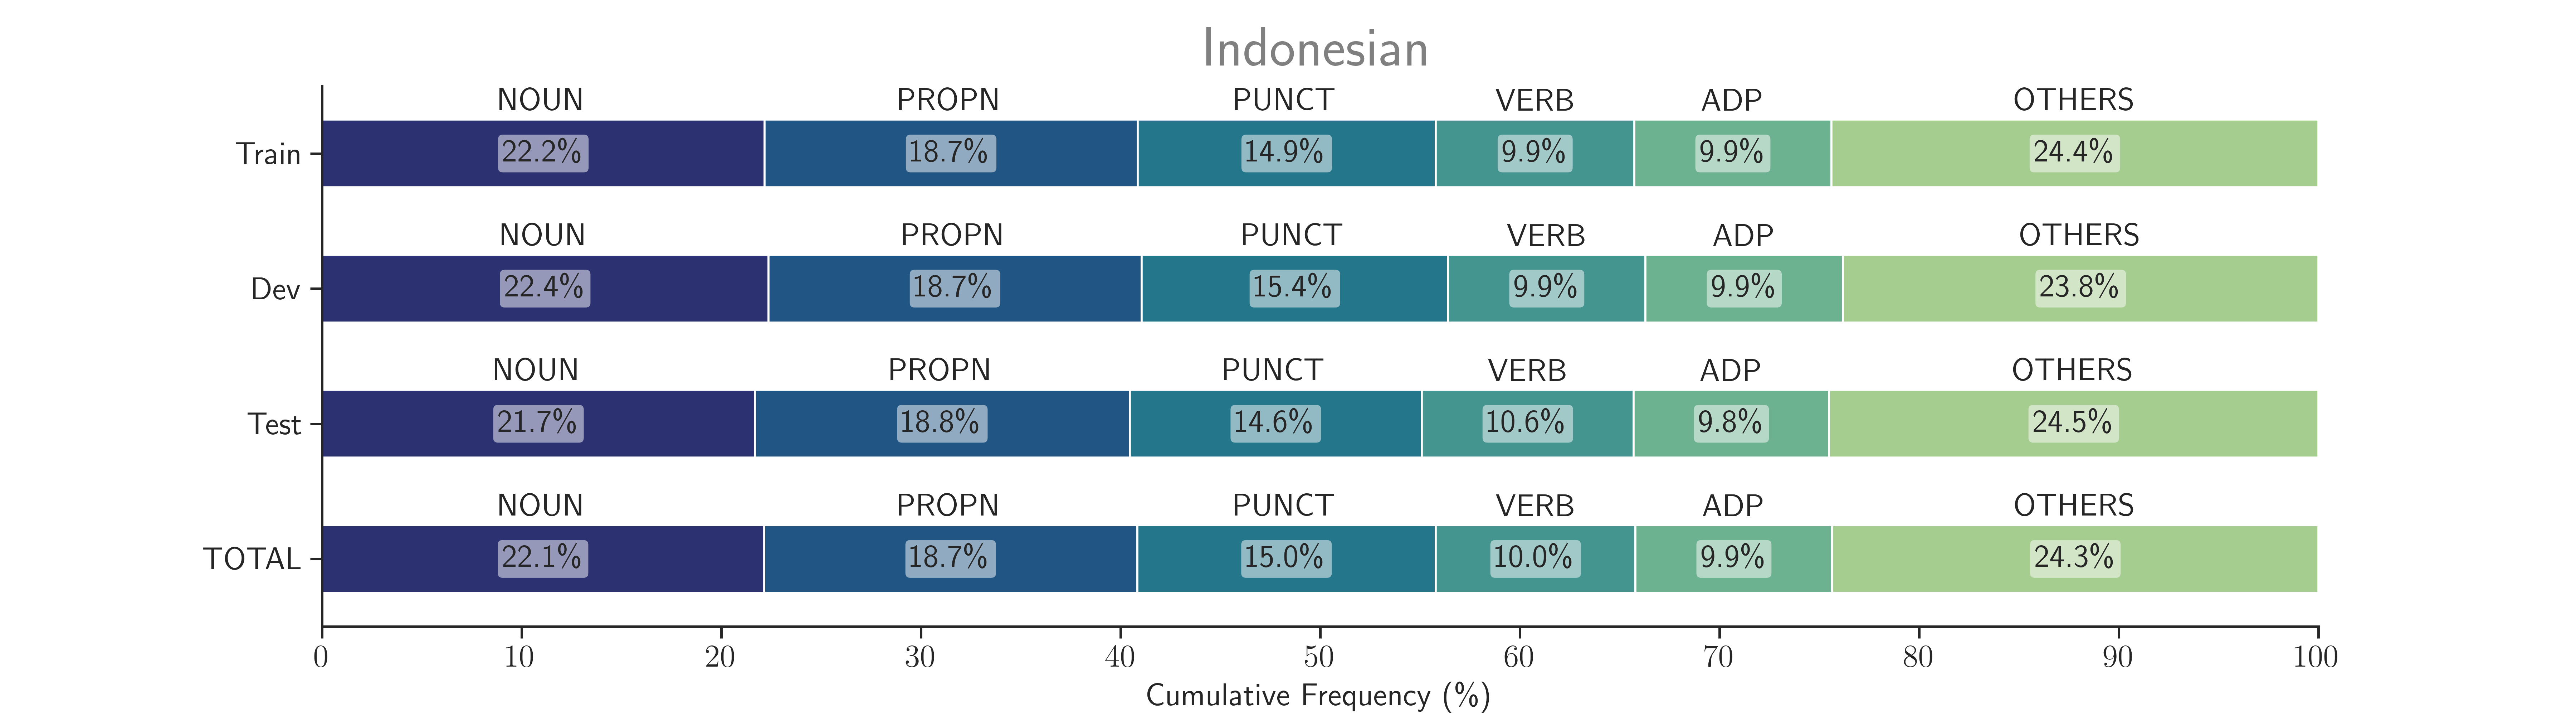 Indonesian
NOUN PROPN PUNCT VERB ADP OTHERS
Train 22.2% 18.7% 14.9% 9.9% 9.9% 24.4%
NOUN PROPN PUNCT VERB ADP OTHERS
Dev 22.4% 18.7% 15.4% 9.9% 9.9% 23.8%
NOUN PROPN PUNCT VERB ADP OTHERS
Test 21.7% 18.8% 14.6% 10.6% 9.8% 24.5%
NOUN PROPN PUNCT VERB ADP OTHERS
TOTAL 22.1% 18.7% 15.0% 10.0% 9.9% 24.3%
0 10 20 30 40 50 60 70 80 90 100
Cumulative Frequency (%)